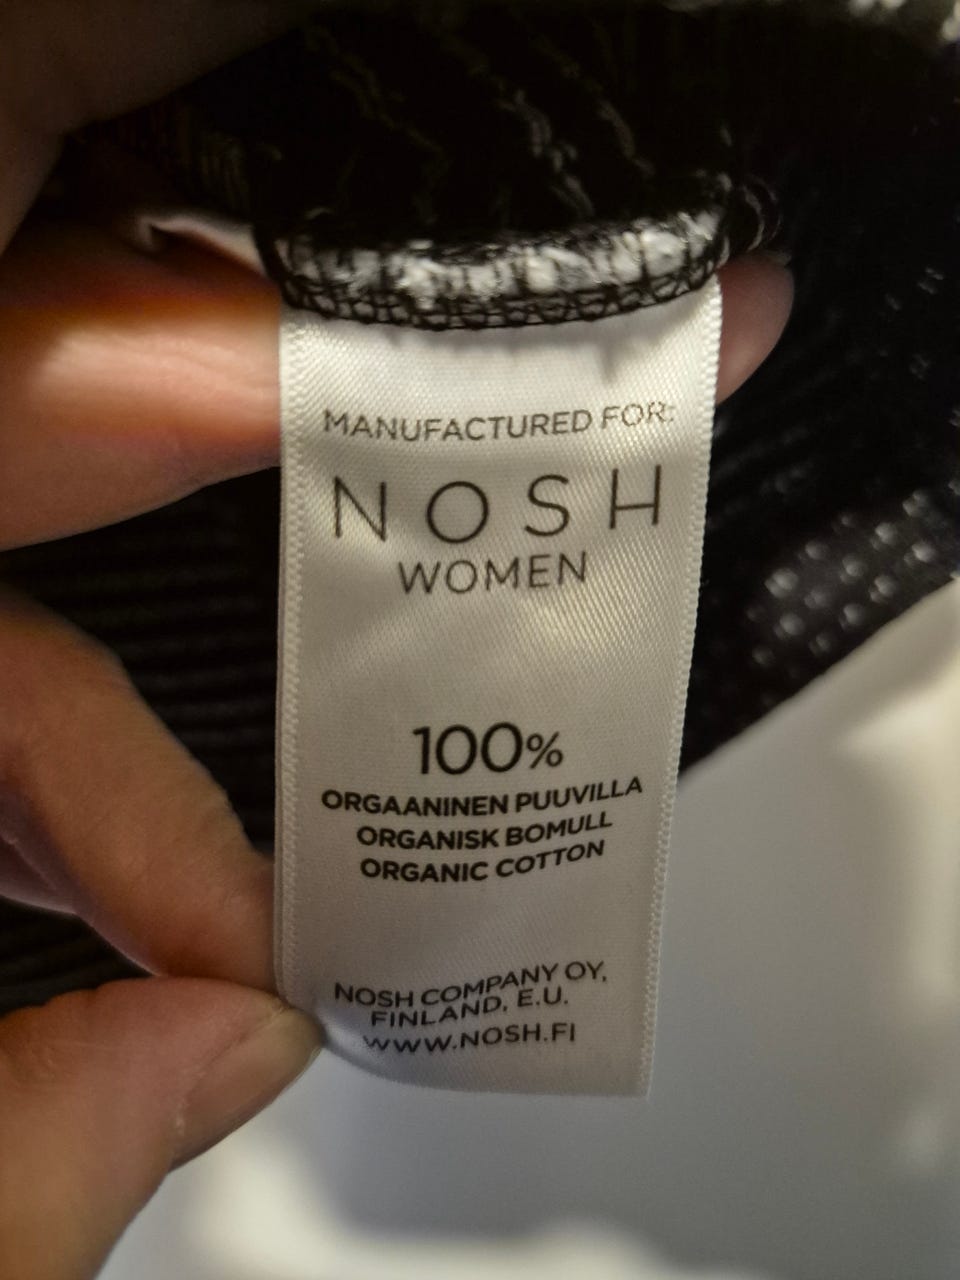 MANUFACTURED FOR:
NOSH
WOMEN
100%
ORGAANINEN PUUVILLA
ORGANISK BOMULL
ORGANIC COTTON
NOSH COMPANY OY,
FINLAND, E.U.
WWW.NOSH.FI